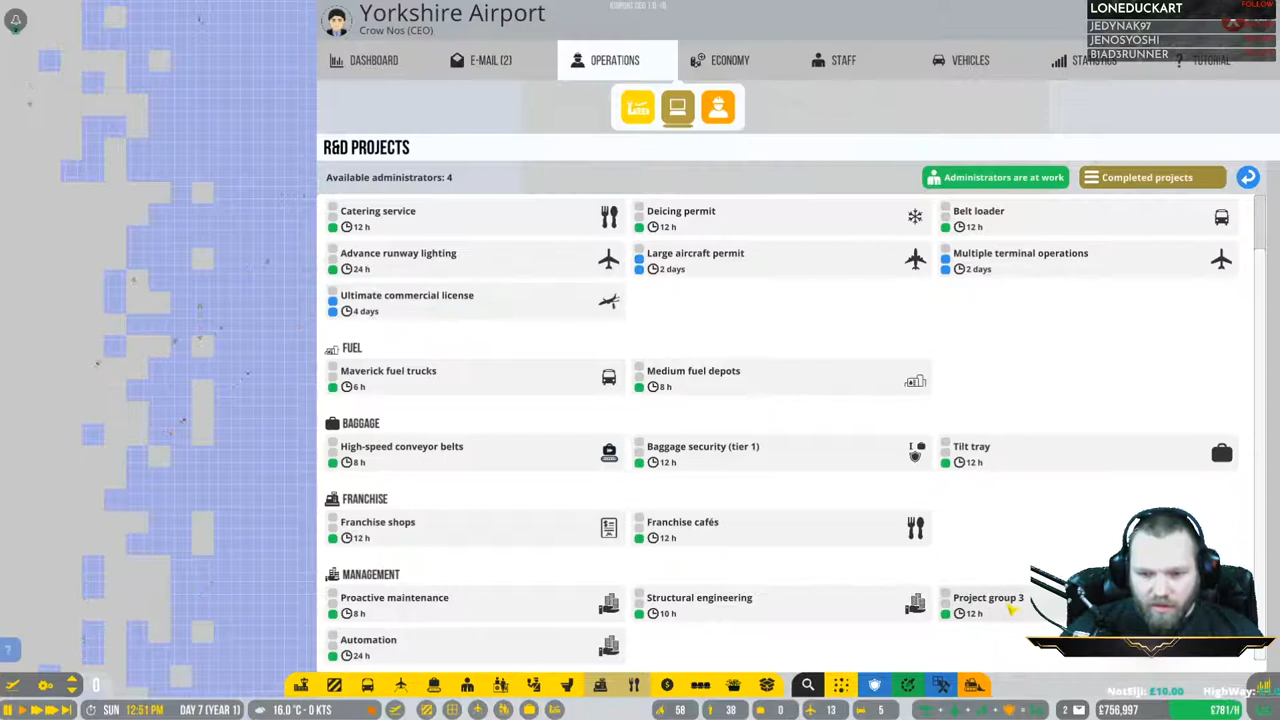 Yorkshire Airport
Crow Nos (CEO)
LONEDUCKART
FOLLOW
JEDYNAK97
JENOSYOSHI
B1AD3RUNNER
DASHBOARD
E-MAIL (2)
OPERATIONS
ECONOMY
STAFF
VEHICLES
TUTORIAL
R&D PROJECTS
Available administrators: 4
Administrators are at work
Completed projects
Catering service
12 h
Deicing permit
12 h
Belt loader
12 h
Advance runway lighting
24 h
Large aircraft permit
2 days
Multiple terminal operations
2 days
Ultimate commercial license
4 days
FUEL
Maverick fuel trucks
6 h
Medium fuel depots
8 h
BAGGAGE
High-speed conveyor belts
8 h
Baggage security (tier 1)
12 h
Tilt tray
12 h
FRANCHISE
Franchise shops
12 h
Franchise cafés
12 h
MANAGEMENT
Proactive maintenance
8 h
Structural engineering
10 h
Project group 3
12 h
Automation
24 h
?
0
NotEiji: £10.00
HighWay:
SUN 12:51 PM DAY 7 (YEAR 1)
16.0 °C - 0 KTS
58
38
0
13
5
2
£756,997
£781/H